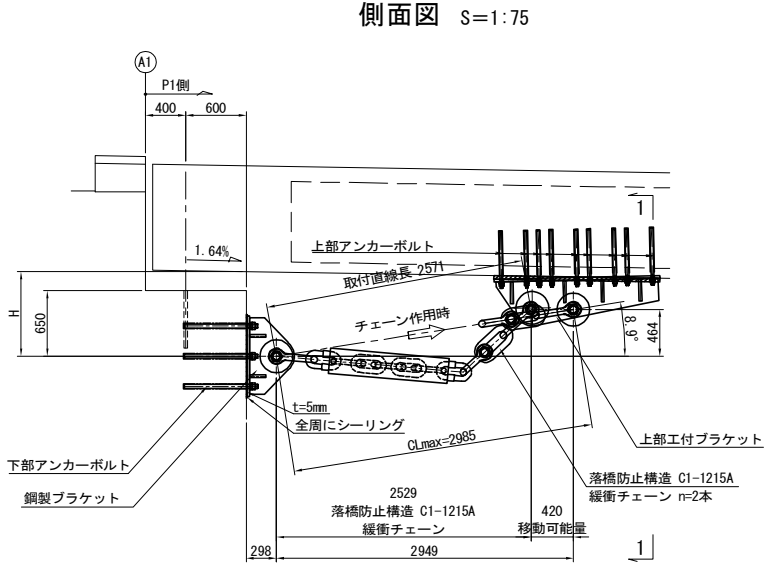 側面図 S=1:75
A1
P1側
400
600
1
1.64%
上部アンカーボルト
取付直線長 2571
H
650
チェーン作用時
8.9°
464
t=5mm
全周にシーリング
CLmax=2985
上部工付ブラケット
下部アンカーボルト
鋼製ブラケット
落橋防止構造 C1-1215A
緩衝チェーン n=2本
2529
落橋防止構造 C1-1215A
緩衝チェーン
420
移動可能量
298
2949
1